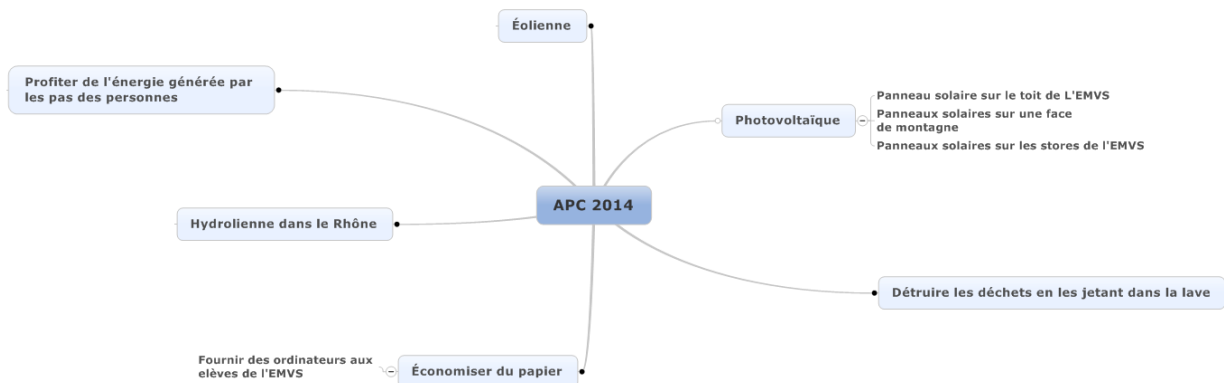 Éolienne
Profiter de l'énergie générée par
les pas des personnes
Photovoltaïque
Panneau solaire sur le toit de L'EMVS
Panneaux solaires sur une face
de montagne
Panneaux solaires sur les stores de l'EMVS
APC 2014
Hydrolienne dans le Rhône
Détruire les déchets en les jetant dans la lave
Fournir des ordinateurs aux
elèves de l'EMVS
Économiser du papier